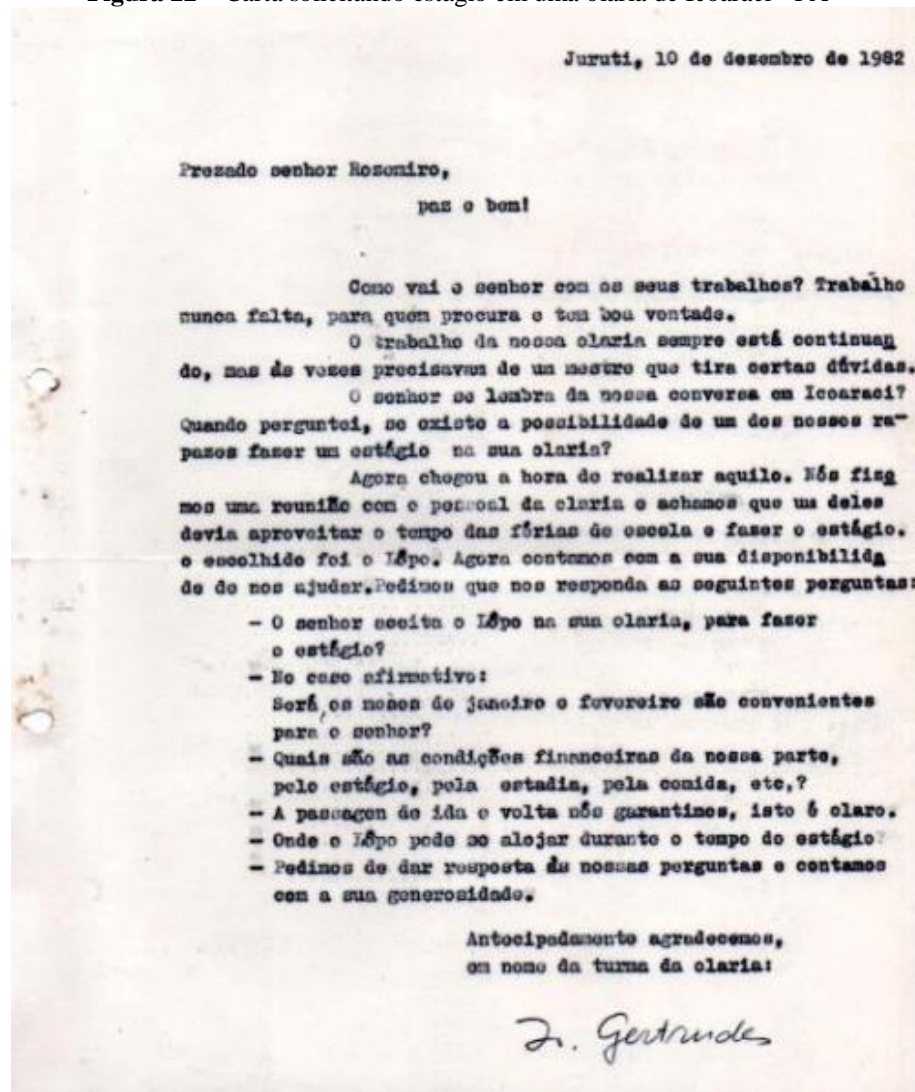 Juruti, 10 de dezembro de 1982
Prezado senhor Rosomiro,
paz e bem!
Como vai o senhor com os seus trabalhos? Trabalho
nunca falta, para quem procura e tem boa vontade.
O trabalho da nossa olaria sempre está continuan
do, mas ás vezes precisavam de um mestre que tira certas dúvidas.
O senhor se lembra da nossa conversa em Icoaraci?
Quando perguntei, se existe a possibilidade de um dos nossos ra-
pazes fazer um estágio na sua olaria?
Agora chegou a hora de realizar aquilo. Nós fize
mos uma reunião com o pessoal da olaria e achamos que um deles
devia aproveitar o tempo das férias de escola e fazer o estágio.
o escolhido foi o Lôpo. Agora contamos com a sua disponibilida
de de nos ajudar.Pedimos que nos responda as seguintes perguntas:
- O senhor aceita o Lôpo na sua olaria, para fazer
o estágio?
- No caso afirmativo:
Será os meses de janeiro e fevereiro são convenientes
para o senhor?
- Quais são as condições financeiras da nossa parte,
pelo estágio, pela estadia, pela comida, etc,?
- A passagem de ida e volta nós garantimos, isto é claro.
- Onde o Lôpo pode se alojar durante o tempo do estágio?
- Pedimos de dar resposta ás nossas perguntas e contamos
com a sua generosidade.
Antecipadamente agradecemos,
em nome da turma da olaria:
Ir. Gertrudes